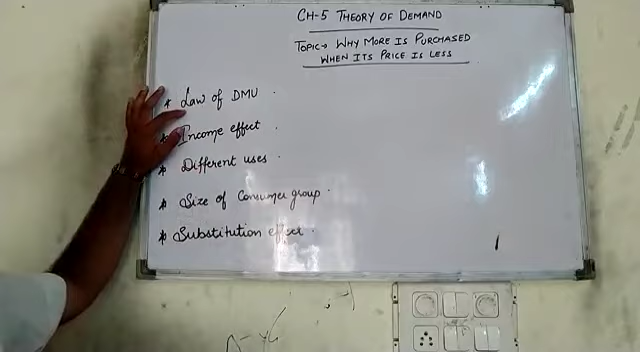 CH-5 THEORY OF DEMAND
TOPIC→ WHY MORE IS PURCHASED
WHEN ITS PRICE IS LESS
* Law of DMU .
* Income effect .
* Different uses .
* Size of Consumer group .
* Substitution effect .